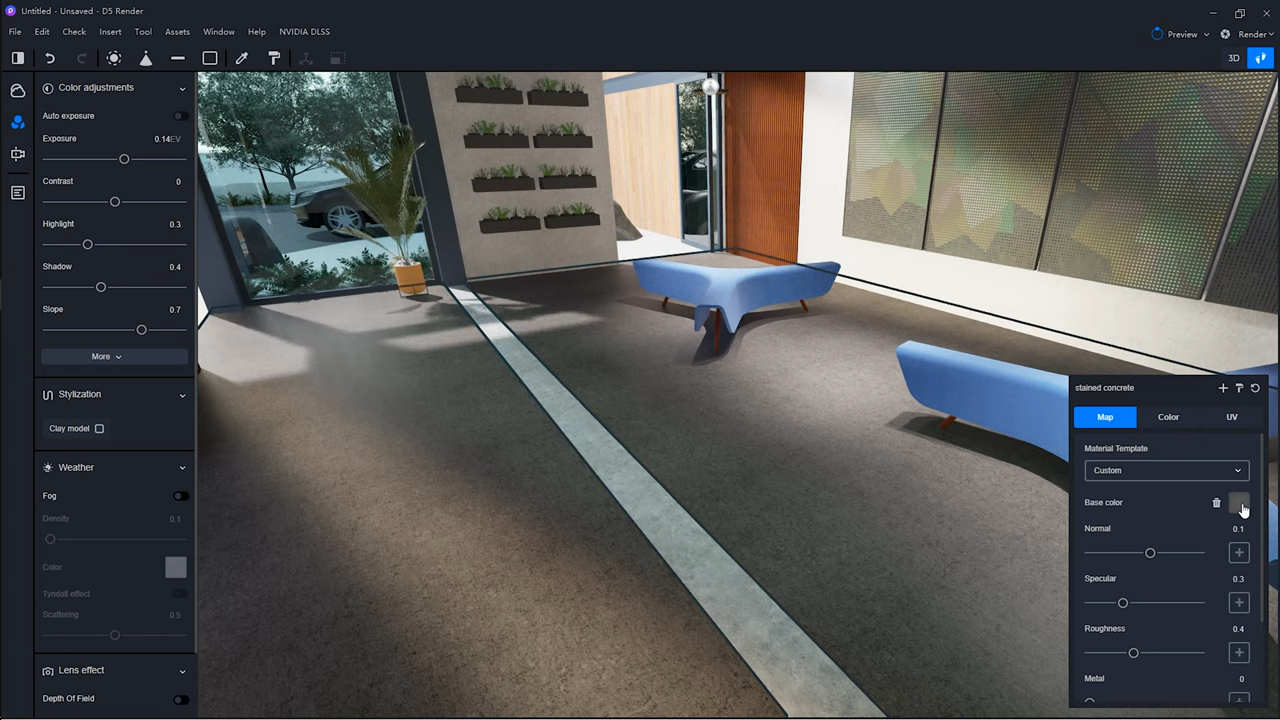 Untitled - Unsaved - D5 Render
File Edit Check Insert Tool Assets Window Help NVIDIA DLSS
Preview Render
3D
Color adjustments
Auto exposure
Exposure 0.14EV
Contrast 0
Highlight 0.3
Shadow 0.4
Slope 0.7
More
Stylization
Clay model
Weather
Fog
Density 0.1
Color
Tyndall effect
Scattering 0.5
Lens effect
Depth Of Field
stained concrete
Map Color UV
Material Template
Custom
Base color
Normal 0.1
Specular 0.3
Roughness 0.4
Metal 0